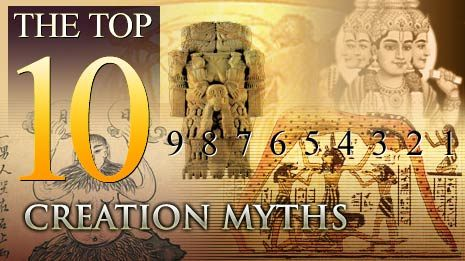 THE TOP
10
9 8 7 6 5 4 3 2 1
CREATION MYTHS